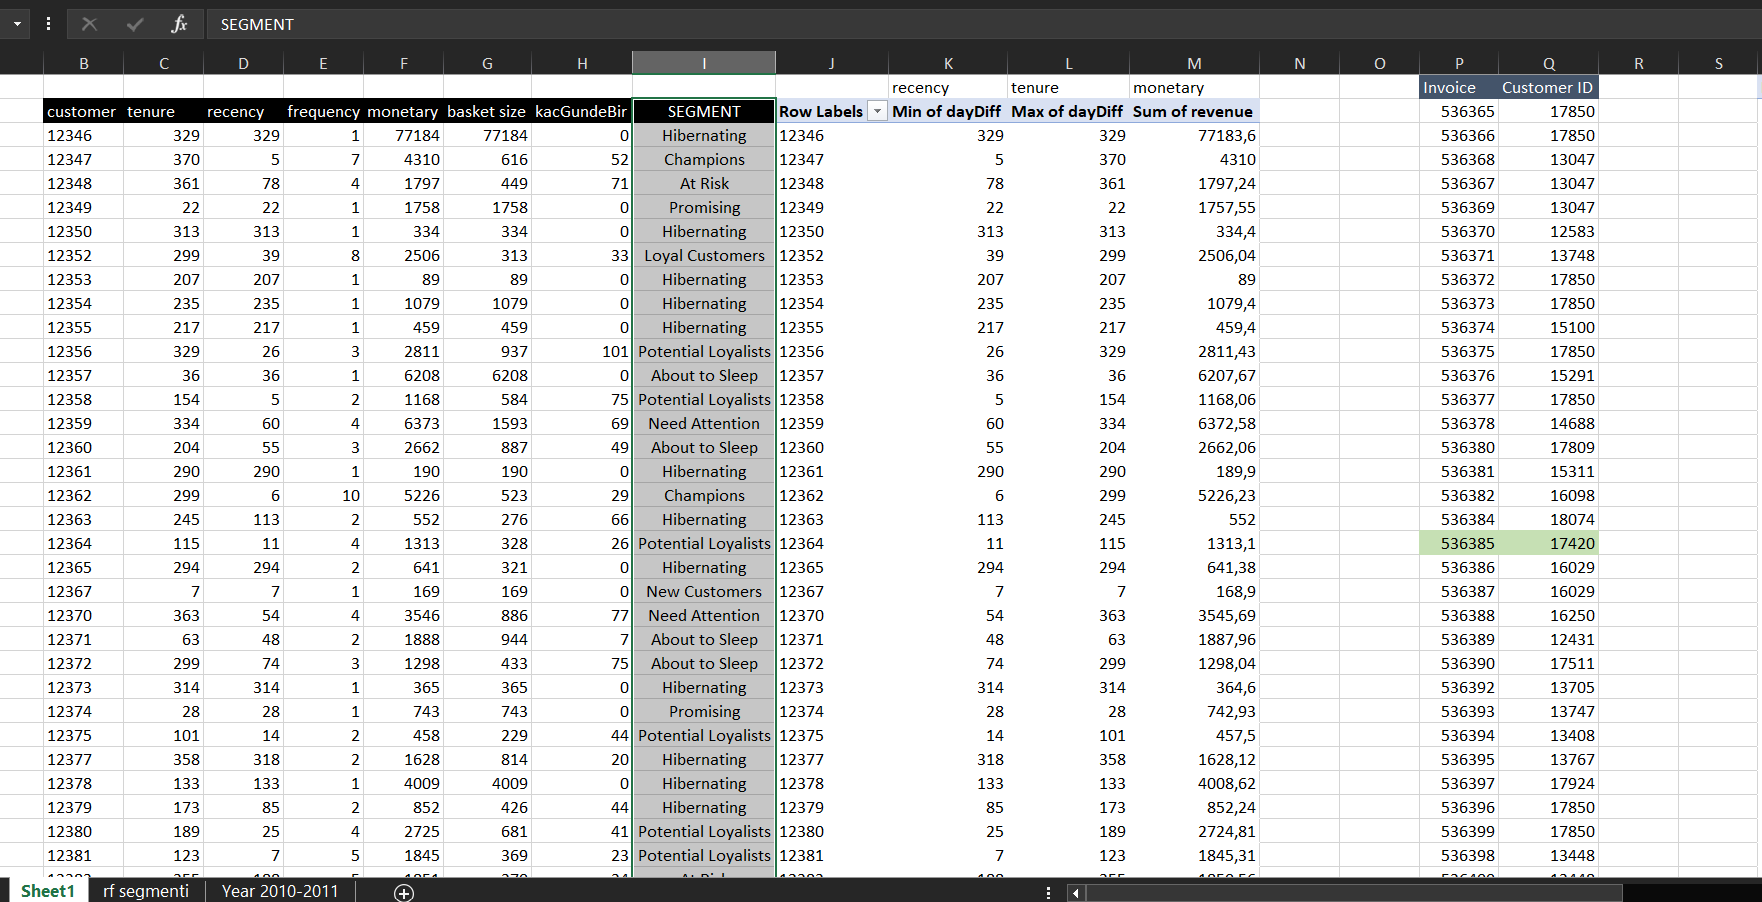 fx SEGMENT
B C D E F G H I J K L M N O P Q R S
recency tenure monetary Invoice Customer ID
customer tenure recency frequency monetary basket size kacGundeBir SEGMENT Row Labels Min of dayDiff Max of dayDiff Sum of revenue 536365 17850
12346 329 329 1 77184 77184 0 Hibernating 12346 329 329 77183,6 536366 17850
12347 370 5 7 4310 616 52 Champions 12347 5 370 4310 536368 13047
12348 361 78 4 1797 449 71 At Risk 12348 78 361 1797,24 536367 13047
12349 22 22 1 1758 1758 0 Promising 12349 22 22 1757,55 536369 13047
12350 313 313 1 334 334 0 Hibernating 12350 313 313 334,4 536370 12583
12352 299 39 8 2506 313 33 Loyal Customers 12352 39 299 2506,04 536371 13748
12353 207 207 1 89 89 0 Hibernating 12353 207 207 89 536372 17850
12354 235 235 1 1079 1079 0 Hibernating 12354 235 235 1079,4 536373 17850
12355 217 217 1 459 459 0 Hibernating 12355 217 217 459,4 536374 15100
12356 329 26 3 2811 937 101 Potential Loyalists 12356 26 329 2811,43 536375 17850
12357 36 36 1 6208 6208 0 About to Sleep 12357 36 36 6207,67 536376 15291
12358 154 5 2 1168 584 75 Potential Loyalists 12358 5 154 1168,06 536377 17850
12359 334 60 4 6373 1593 69 Need Attention 12359 60 334 6372,58 536378 14688
12360 204 55 3 2662 887 49 About to Sleep 12360 55 204 2662,06 536380 17809
12361 290 290 1 190 190 0 Hibernating 12361 290 290 189,9 536381 15311
12362 299 6 10 5226 523 29 Champions 12362 6 299 5226,23 536382 16098
12363 245 113 2 552 276 66 Hibernating 12363 113 245 552 536384 18074
12364 115 11 4 1313 328 26 Potential Loyalists 12364 11 115 1313,1 536385 17420
12365 294 294 2 641 321 0 Hibernating 12365 294 294 641,38 536386 16029
12367 7 7 1 169 169 0 New Customers 12367 7 7 168,9 536387 16029
12370 363 54 4 3546 886 77 Need Attention 12370 54 363 3545,69 536388 16250
12371 63 48 2 1888 944 7 About to Sleep 12371 48 63 1887,96 536389 12431
12372 299 74 3 1298 433 75 About to Sleep 12372 74 299 1298,04 536390 17511
12373 314 314 1 365 365 0 Hibernating 12373 314 314 364,6 536392 13705
12374 28 28 1 743 743 0 Promising 12374 28 28 742,93 536393 13747
12375 101 14 2 458 229 44 Potential Loyalists 12375 14 101 457,5 536394 13408
12377 358 318 2 1628 814 20 Hibernating 12377 318 358 1628,12 536395 13767
12378 133 133 1 4009 4009 0 Hibernating 12378 133 133 4008,62 536397 17924
12379 173 85 2 852 426 44 Hibernating 12379 85 173 852,24 536396 17850
12380 189 25 4 2725 681 41 Potential Loyalists 12380 25 189 2724,81 536399 17850
12381 123 7 5 1845 369 23 Potential Loyalists 12381 7 123 1845,31 536398 13448
Sheet1 rf segmenti Year 2010-2011